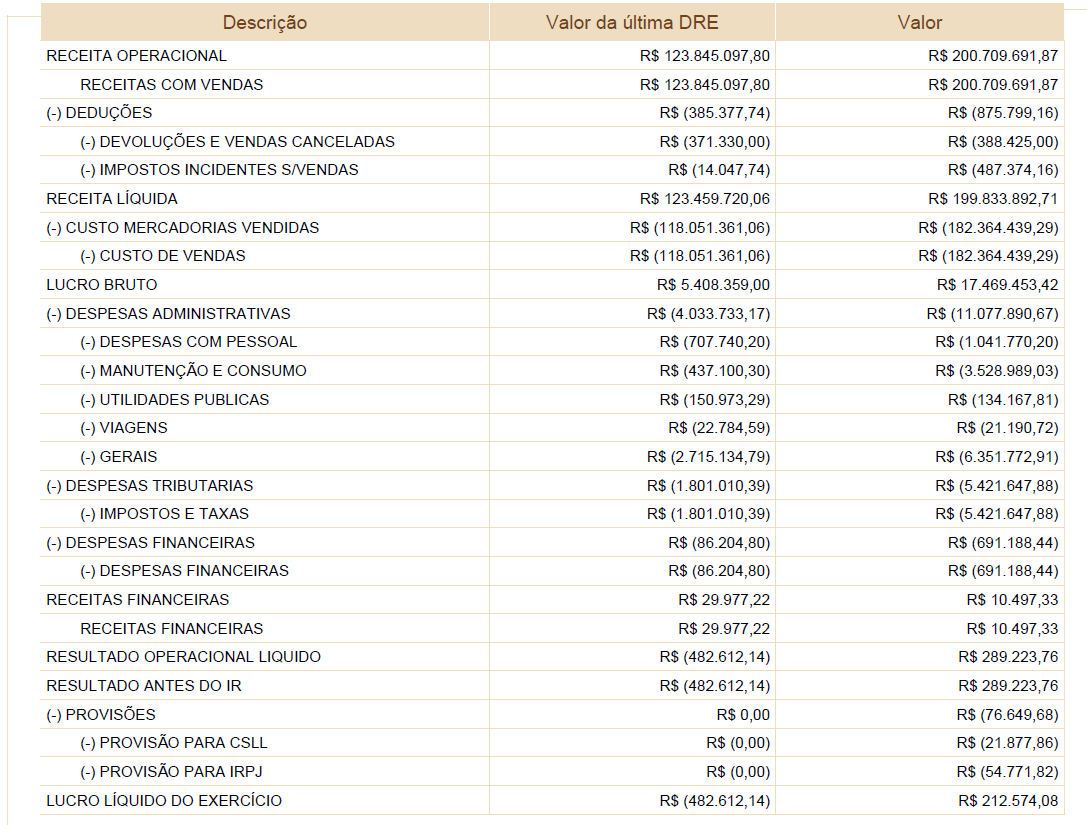 Descrição Valor da última DRE Valor
RECEITA OPERACIONAL R$ 123.845.097,80 R$ 200.709.691,87
RECEITAS COM VENDAS R$ 123.845.097,80 R$ 200.709.691,87
(-) DEDUÇÕES R$ (385.377,74) R$ (875.799,16)
(-) DEVOLUÇÕES E VENDAS CANCELADAS R$ (371.330,00) R$ (388.425,00)
(-) IMPOSTOS INCIDENTES S/VENDAS R$ (14.047,74) R$ (487.374,16)
RECEITA LÍQUIDA R$ 123.459.720,06 R$ 199.833.892,71
(-) CUSTO MERCADORIAS VENDIDAS R$ (118.051.361,06) R$ (182.364.439,29)
(-) CUSTO DE VENDAS R$ (118.051.361,06) R$ (182.364.439,29)
LUCRO BRUTO R$ 5.408.359,00 R$ 17.469.453,42
(-) DESPESAS ADMINISTRATIVAS R$ (4.033.733,17) R$ (11.077.890,67)
(-) DESPESAS COM PESSOAL R$ (707.740,20) R$ (1.041.770,20)
(-) MANUTENÇÃO E CONSUMO R$ (437.100,30) R$ (3.528.989,03)
(-) UTILIDADES PUBLICAS R$ (150.973,29) R$ (134.167,81)
(-) VIAGENS R$ (22.784,59) R$ (21.190,72)
(-) GERAIS R$ (2.715.134,79) R$ (6.351.772,91)
(-) DESPESAS TRIBUTARIAS R$ (1.801.010,39) R$ (5.421.647,88)
(-) IMPOSTOS E TAXAS R$ (1.801.010,39) R$ (5.421.647,88)
(-) DESPESAS FINANCEIRAS R$ (86.204,80) R$ (691.188,44)
(-) DESPESAS FINANCEIRAS R$ (86.204,80) R$ (691.188,44)
RECEITAS FINANCEIRAS R$ 29.977,22 R$ 10.497,33
RECEITAS FINANCEIRAS R$ 29.977,22 R$ 10.497,33
RESULTADO OPERACIONAL LIQUIDO R$ (482.612,14) R$ 289.223,76
RESULTADO ANTES DO IR R$ (482.612,14) R$ 289.223,76
(-) PROVISÕES R$ 0,00 R$ (76.649,68)
(-) PROVISÃO PARA CSLL R$ (0,00) R$ (21.877,86)
(-) PROVISÃO PARA IRPJ R$ (0,00) R$ (54.771,82)
LUCRO LÍQUIDO DO EXERCÍCIO R$ (482.612,14) R$ 212.574,08